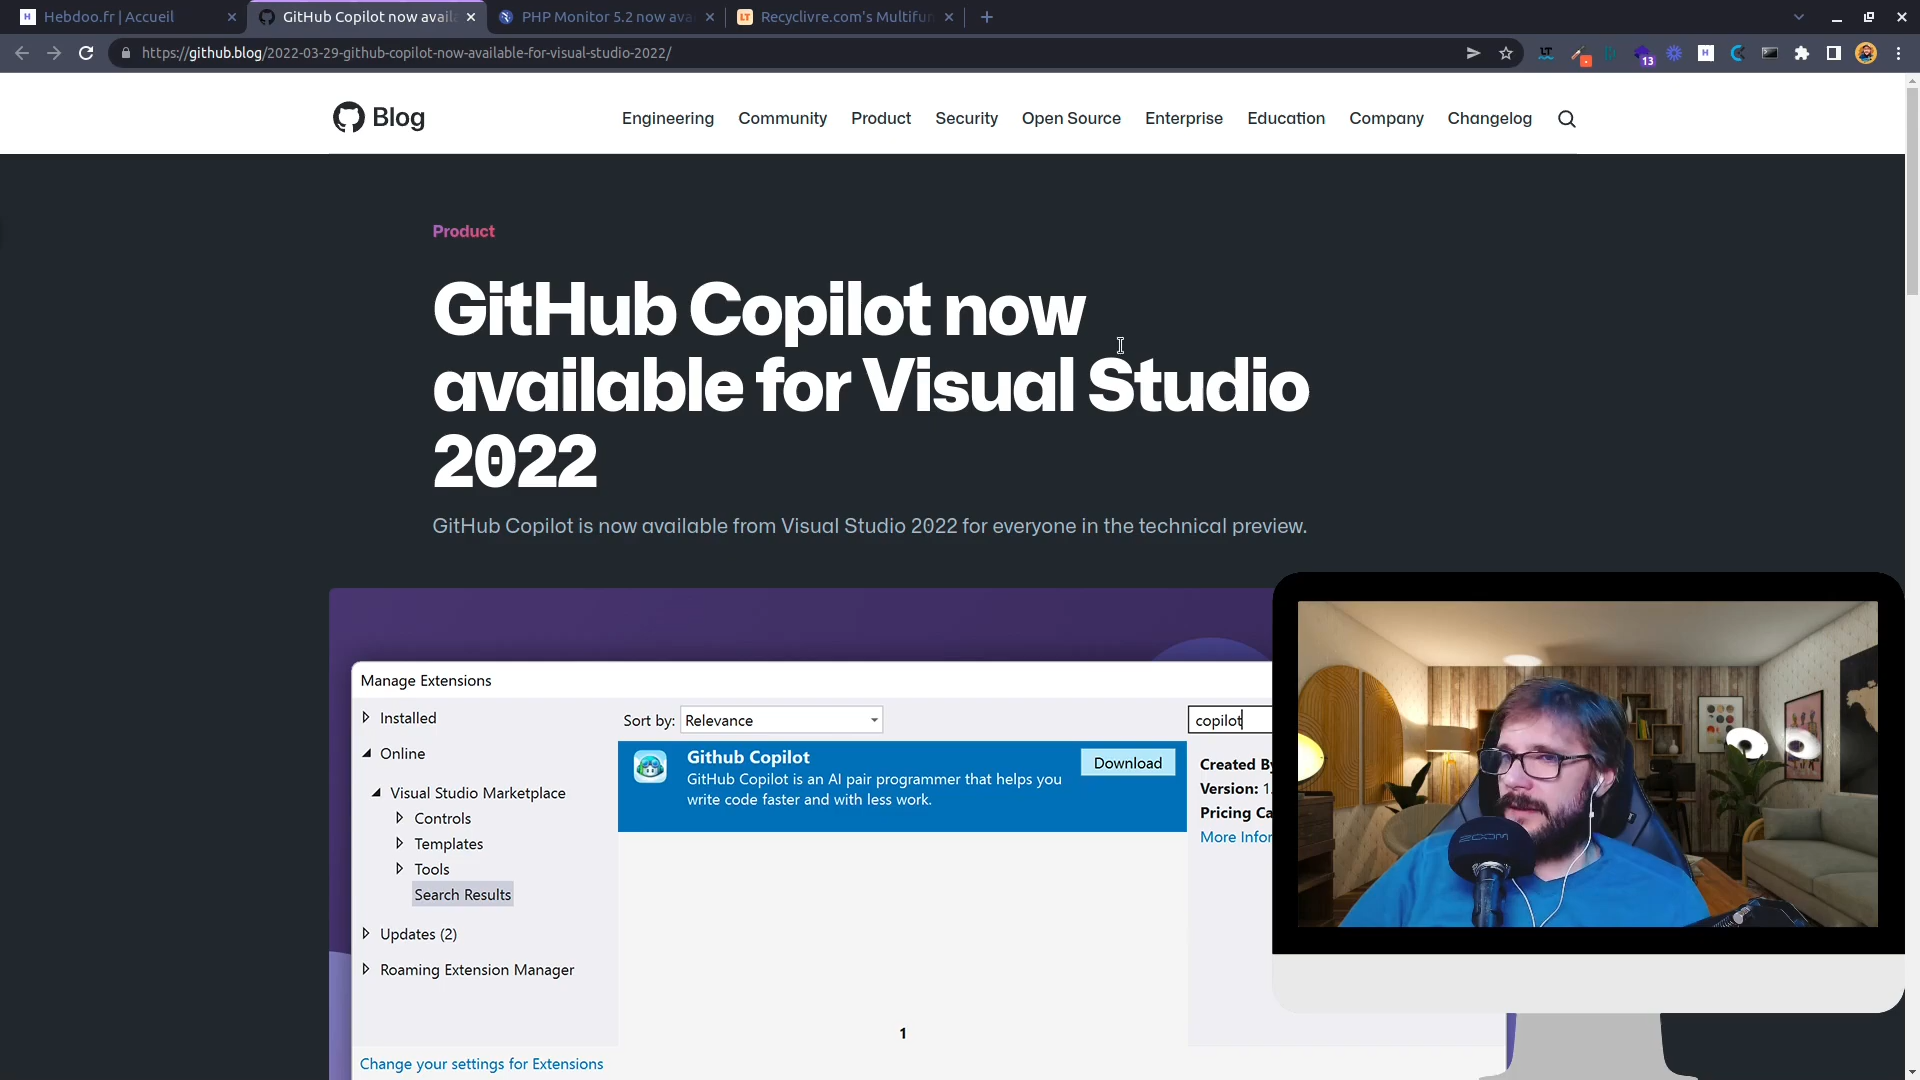 Hebdoo.fr | Accueil
GitHub Copilot now avail
PHP Monitor 5.2 now ava
Recyclivre.com's Multifun
https://github.blog/2022-03-29-github-copilot-now-available-for-visual-studio-2022/
13
Blog
Engineering
Community
Product
Security
Open Source
Enterprise
Education
Company
Changelog
Product
GitHub Copilot now
available for Visual Studio
2022
GitHub Copilot is now available from Visual Studio 2022 for everyone in the technical preview.
Manage Extensions
Installed
Online
Visual Studio Marketplace
Controls
Templates
Tools
Search Results
Updates (2)
Roaming Extension Manager
Change your settings for Extensions
Sort by: Relevance
copilot
Github Copilot
Download
GitHub Copilot is an AI pair programmer that helps you
write code faster and with less work.
1
Created By
Version: 1.
Pricing Ca
More Infor
ZOOM